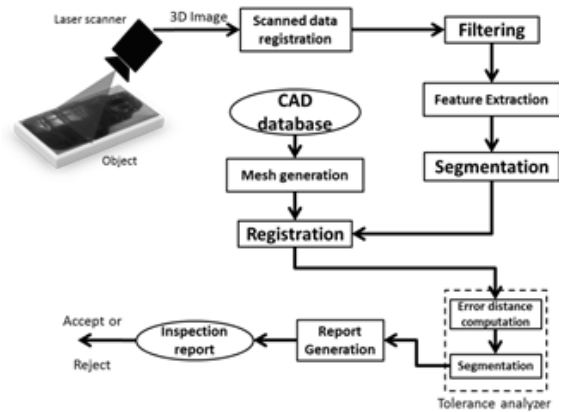 Laser scanner
3D Image
Scanned data
registration
Filtering
CAD
database
Feature Extraction
Object
Mesh generation
Segmentation
Registration
Error distance
computation
Accept or
Reject
Inspection
report
Report
Generation
Segmentation
Tolerance analyzer